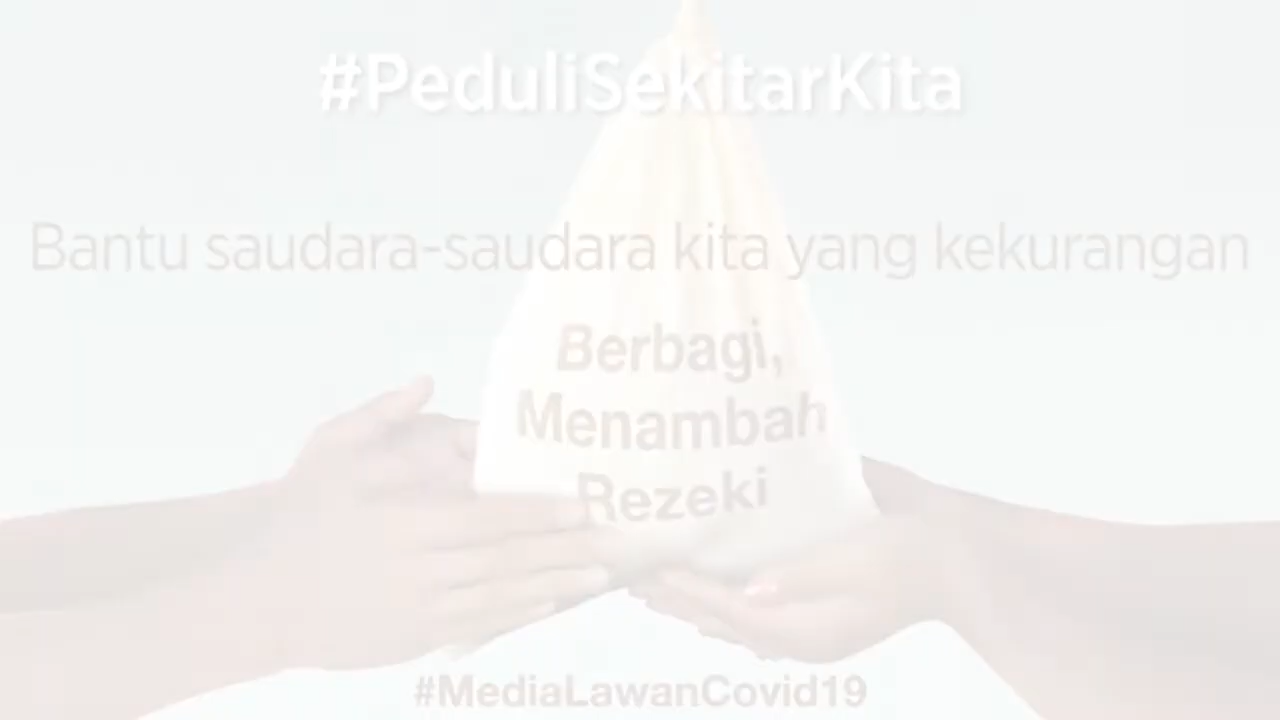 #PeduliSekitarKita
Bantu saudara-saudara kita yang kekurangan
Berbagi,
Menambah
Rezeki
#MediaLawanCovid19